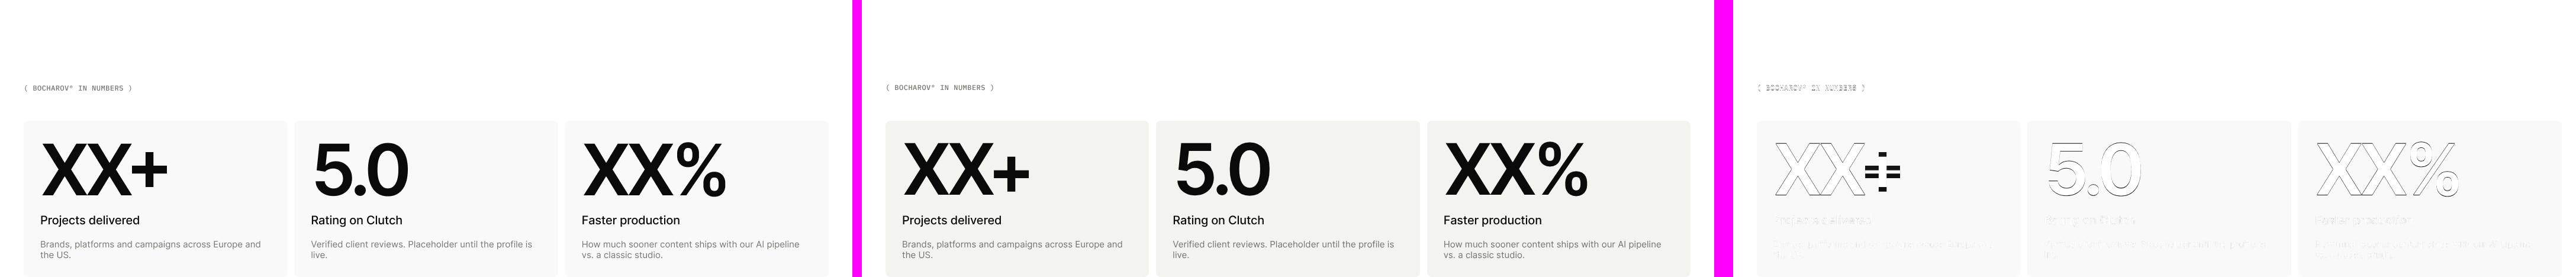 ( BOCHAROV° IN NUMBERS )
XX+
Projects delivered
Brands, platforms and campaigns across Europe and
the US.
5.0
Rating on Clutch
Verified client reviews. Placeholder until the profile is
live.
XX%
Faster production
How much sooner content ships with our AI pipeline
vs. a classic studio.
( BOCHAROV° IN NUMBERS )
XX+
Projects delivered
Brands, platforms and campaigns across Europe and
the US.
5.0
Rating on Clutch
Verified client reviews. Placeholder until the profile is
live.
XX%
Faster production
How much sooner content ships with our AI pipeline
vs. a classic studio.
( BOCHAROV° IN NUMBERS )
XX
5.0
XX%